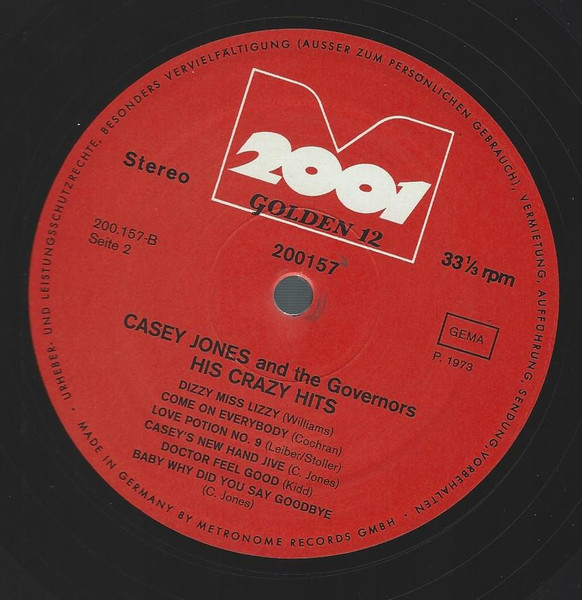 URHEBER- UND LEISTUNGSSCHUTZRECHTE, BESONDERS VERVIELFÄLTIGUNG (AUSSER ZUM PERSÖNLICHEN GEBRAUCH), VERMIETUNG, AUFFÜHRUNG, SENDUNG, VORBEHALTEN •
2001
GOLDEN 12
Stereo
200157
33⅓ rpm
200.157-B
Seite 2
GEMA
P. 1973
CASEY JONES and the Governors
HIS CRAZY HITS
DIZZY MISS LIZZY (Williams)
COME ON EVERYBODY (Cochran)
LOVE POTION NO. 9 (Leiber/Stoller)
CASEY'S NEW HAND JIVE (C. Jones)
DOCTOR FEEL GOOD (Kidd)
BABY WHY DID YOU SAY GOODBYE
(C. Jones)
MADE IN GERMANY BY METRONOME RECORDS GMBH •